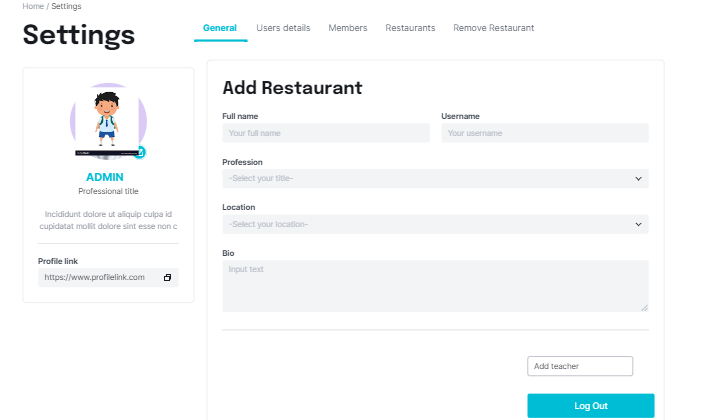 Home / Settings
Settings
General Users details Members Restaurants Remove Restaurant
ADMIN
Professional title
Incididunt dolore ut aliquip culpa id
cupidatat mollit dolore sint esse non c
Profile link
https://www.profilelink.com
Add Restaurant
Full name Username
Your full name Your username
Profession
-Select your title-
Location
-Select your location-
Bio
Input text
Add teacher
Log Out